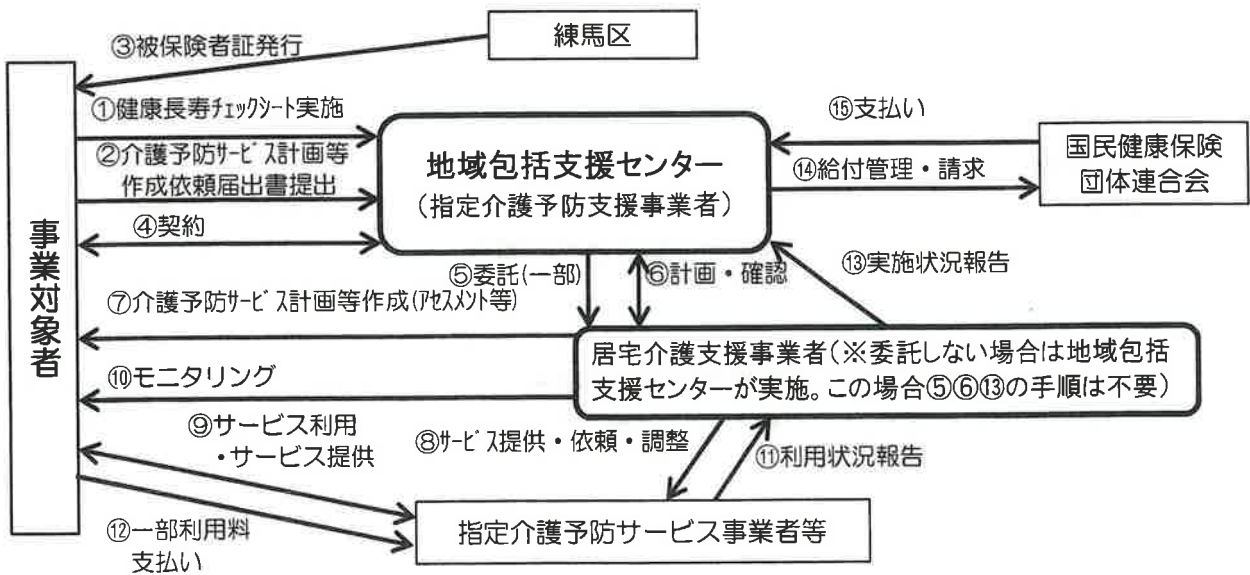 練馬区
③被保険者証発行
①健康長寿チェックシート実施
②介護予防サービス計画等
作成依頼届出書提出
④契約
事業対象者
地域包括支援センター
（指定介護予防支援事業者）
⑮支払い
⑭給付管理・請求
国民健康保険
団体連合会
⑤委託(一部)
⑥計画・確認
⑬実施状況報告
⑦介護予防サービス計画等作成(アセスメント等)
居宅介護支援事業者(※委託しない場合は地域包括
支援センターが実施。この場合⑤⑥⑬の手順は不要)
⑩モニタリング
⑨サービス利用
・サービス提供
⑧サービス提供・依頼・調整
⑪利用状況報告
指定介護予防サービス事業者等
⑫一部利用料
支払い